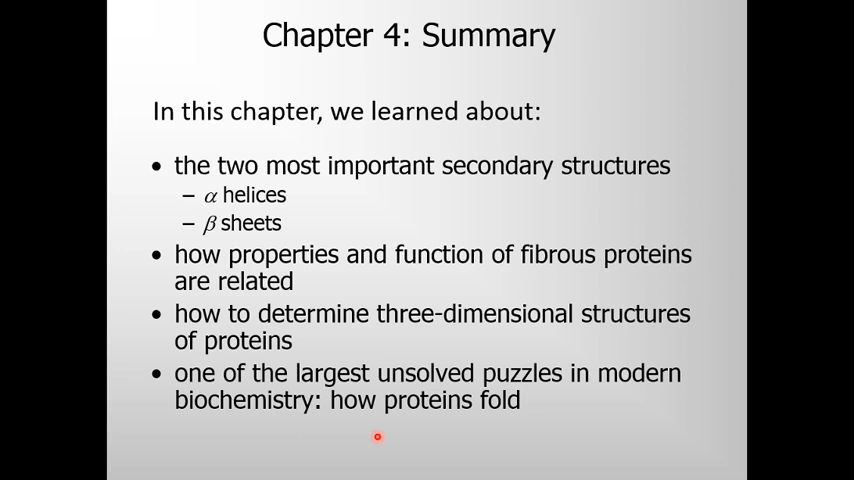 Chapter 4: Summary
In this chapter, we learned about:
• the two most important secondary structures
– α helices
– β sheets
• how properties and function of fibrous proteins
are related
• how to determine three-dimensional structures
of proteins
• one of the largest unsolved puzzles in modern
biochemistry: how proteins fold